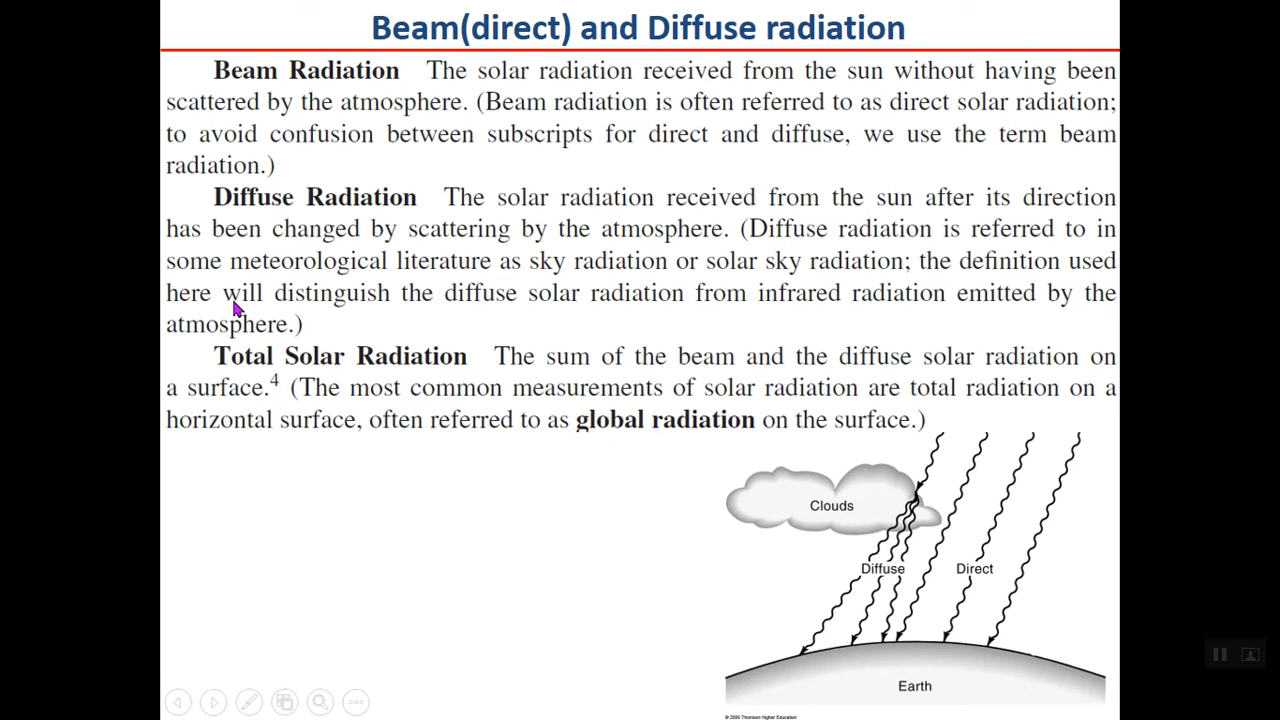 Beam(direct) and Diffuse radiation
Beam Radiation The solar radiation received from the sun without having been
scattered by the atmosphere. (Beam radiation is often referred to as direct solar radiation;
to avoid confusion between subscripts for direct and diffuse, we use the term beam
radiation.)
Diffuse Radiation The solar radiation received from the sun after its direction
has been changed by scattering by the atmosphere. (Diffuse radiation is referred to in
some meteorological literature as sky radiation or solar sky radiation; the definition used
here will distinguish the diffuse solar radiation from infrared radiation emitted by the
atmosphere.)
Total Solar Radiation The sum of the beam and the diffuse solar radiation on
a surface.⁴ (The most common measurements of solar radiation are total radiation on a
horizontal surface, often referred to as global radiation on the surface.)
Clouds
Diffuse
Direct
Earth
© 2006 Thomson Higher Education